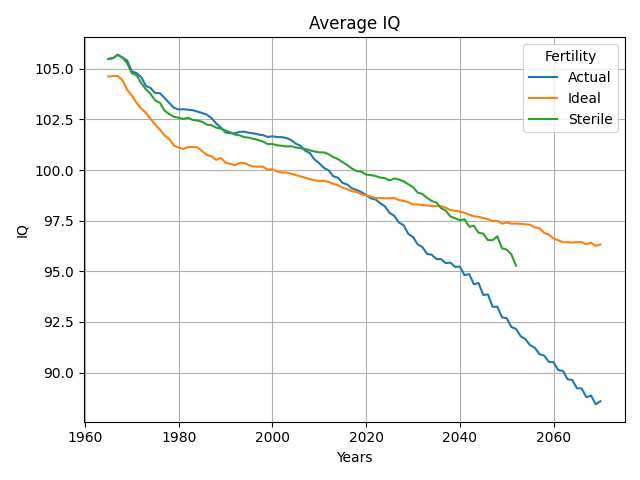 Average IQ
Fertility
Actual
Ideal
Sterile
IQ
105.0
102.5
100.0
97.5
95.0
92.5
90.0
1960 1980 2000 2020 2040 2060
Years